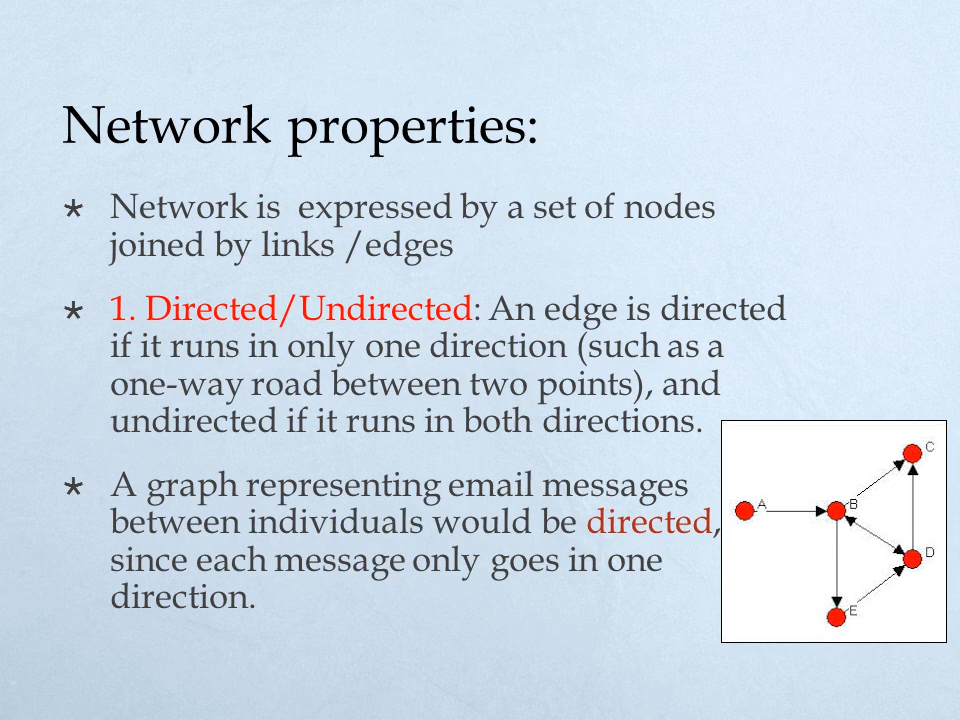 Network properties:
* Network is  expressed by a set of nodes
joined by links /edges
* 1. Directed/Undirected: An edge is directed
if it runs in only one direction (such as a
one-way road between two points), and
undirected if it runs in both directions.
* A graph representing email messages
between individuals would be directed,
since each message only goes in one
direction.
C
A
B
D
E